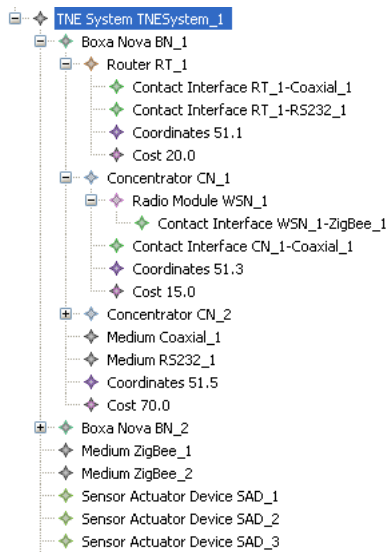 TNE System TNESystem_1
Boxa Nova BN_1
Router RT_1
Contact Interface RT_1-Coaxial_1
Contact Interface RT_1-RS232_1
Coordinates 51.1
Cost 20.0
Concentrator CN_1
Radio Module WSN_1
Contact Interface WSN_1-ZigBee_1
Contact Interface CN_1-Coaxial_1
Coordinates 51.3
Cost 15.0
Concentrator CN_2
Medium Coaxial_1
Medium RS232_1
Coordinates 51.5
Cost 70.0
Boxa Nova BN_2
Medium ZigBee_1
Medium ZigBee_2
Sensor Actuator Device SAD_1
Sensor Actuator Device SAD_2
Sensor Actuator Device SAD_3